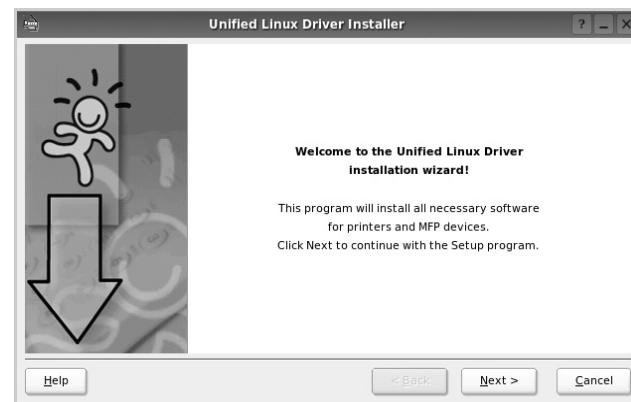 Unified Linux Driver Installer
Welcome to the Unified Linux Driver
installation wizard!
This program will install all necessary software
for printers and MFP devices.
Click Next to continue with the Setup program.
Help
< Back
Next >
Cancel